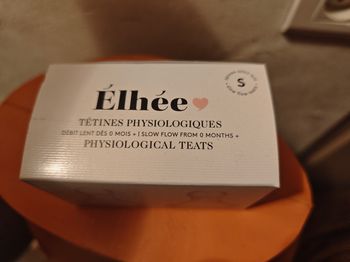 Élhée
S
TÉTINES PHYSIOLOGIQUES
DÉBIT LENT DÈS 0 MOIS + | SLOW FLOW FROM 0 MONTHS +
PHYSIOLOGICAL TEATS